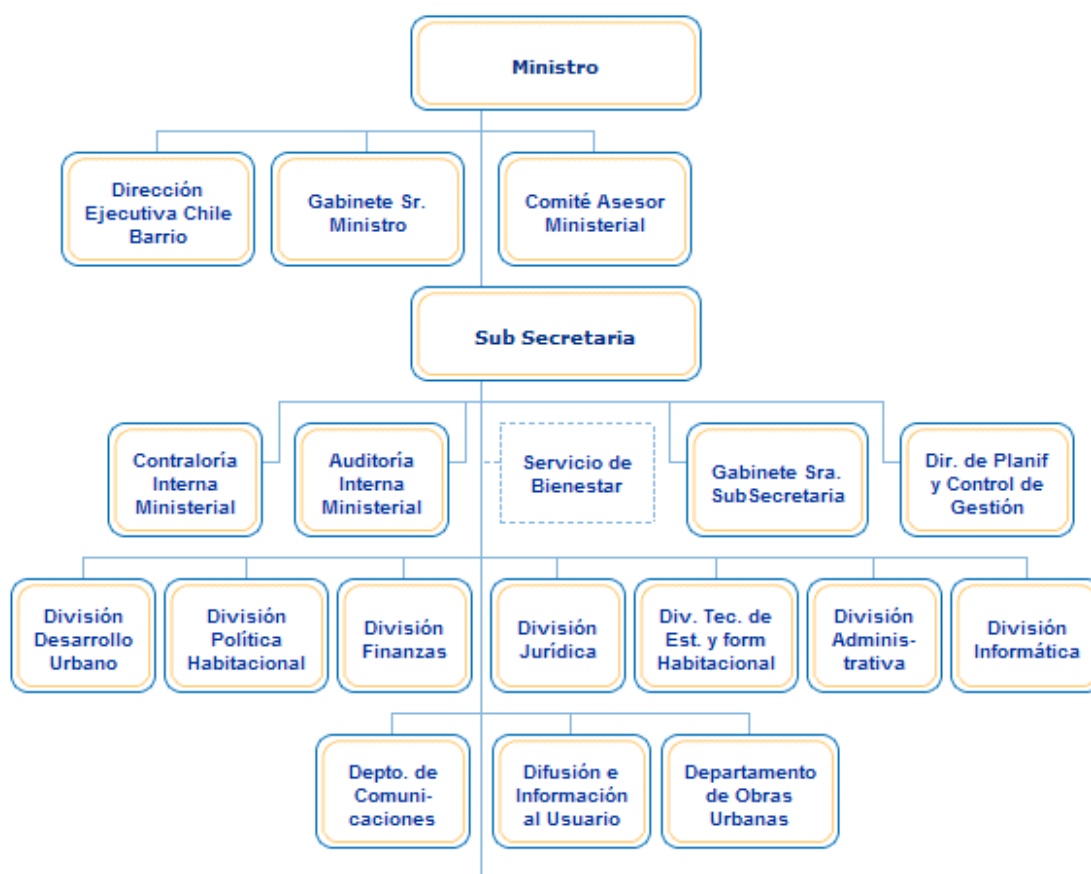 Ministro
Dirección
Ejecutiva Chile
Barrio
Gabinete Sr.
Ministro
Comité Asesor
Ministerial
Sub Secretaria
Contraloría
Interna
Ministerial
Auditoría
Interna
Ministerial
Servicio de
Bienestar
Gabinete Sra.
SubSecretaria
Dir. de Planif
y Control de
Gestión
División
Desarrollo
Urbano
División
Política
Habitacional
División
Finanzas
División
Jurídica
Div. Tec. de
Est. y form
Habitacional
División
Adminis-
trativa
División
Informática
Depto. de
Comuni-
caciones
Difusión e
Información
al Usuario
Departamento
de Obras
Urbanas